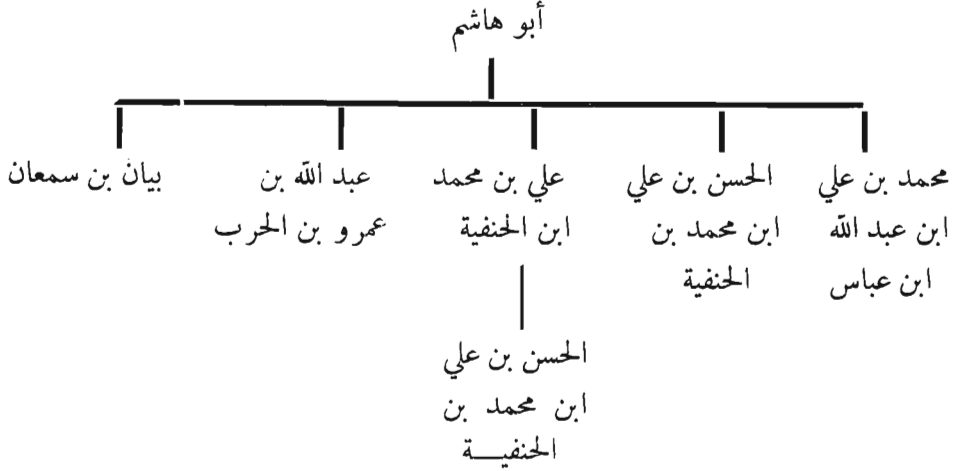 أبو هاشم
محمد بن علي
ابن عبد الله
ابن عباس
الحسن بن علي
ابن محمد بن
الحنفية
علي بن محمد
ابن الحنفية
عبد الله بن
عمرو بن الحرب
بيان بن سمعان
الحسن بن علي
ابن محمد بن
الحنفيــة